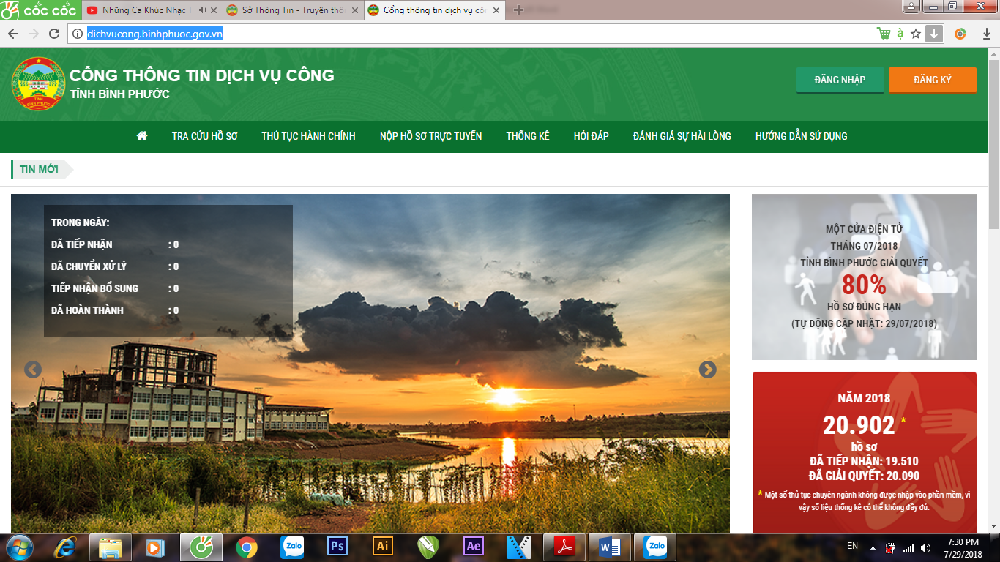 cốc cốc
Những Ca Khúc Nhạc T
Sở Thông Tin - Truyền thô
Cổng thông tin dịch vụ cô
dichvucong.binhphuoc.gov.vn
CỔNG THÔNG TIN DỊCH VỤ CÔNG
TỈNH BÌNH PHƯỚC
ĐĂNG NHẬP
ĐĂNG KÝ
TRA CỨU HỒ SƠ
THỦ TỤC HÀNH CHÍNH
NỘP HỒ SƠ TRỰC TUYẾN
THỐNG KÊ
HỎI ĐÁP
ĐÁNH GIÁ SỰ HÀI LÒNG
HƯỚNG DẪN SỬ DỤNG
TIN MỚI
TRONG NGÀY:
ĐÃ TIẾP NHẬN : 0
ĐÃ CHUYỂN XỬ LÝ : 0
TIẾP NHẬN BỔ SUNG : 0
ĐÃ HOÀN THÀNH : 0
MỘT CỬA ĐIỆN TỬ
THÁNG 07/2018
TỈNH BÌNH PHƯỚC GIẢI QUYẾT
80%
HỒ SƠ ĐÚNG HẠN
(TỰ ĐỘNG CẬP NHẬT: 29/07/2018)
NĂM 2018
20.902 *
hồ sơ
ĐÃ TIẾP NHẬN: 19.510
ĐÃ GIẢI QUYẾT: 20.090
* Một số thủ tục chuyên ngành không được nhập vào phần mềm, vì
vậy số liệu thống kê có thể không đầy đủ.
Zalo
Ps
Ai
Ae
W
Zalo
EN
7:30 PM
7/29/2018